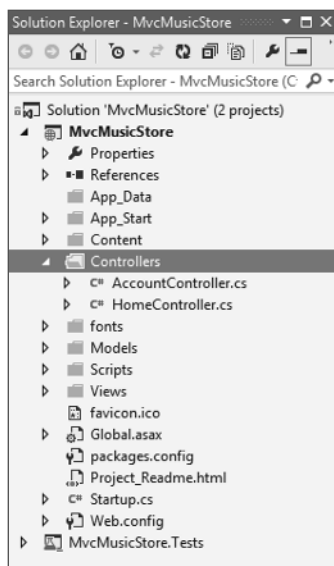 Solution Explorer
Search Solution Explorer - MvcMusicStore (C
Solution 'MvcMusicStore' (2 projects)
MvcMusicStore
Properties
References
App_Data
App_Start
Content
Controllers
C# AccountController.cs
C# HomeController.cs
fonts
Models
Scripts
Views
favicon.ico
Global.asax
packages.config
Project_Readme.html
C# Startup.cs
Web.config
MvcMusicStore.Tests